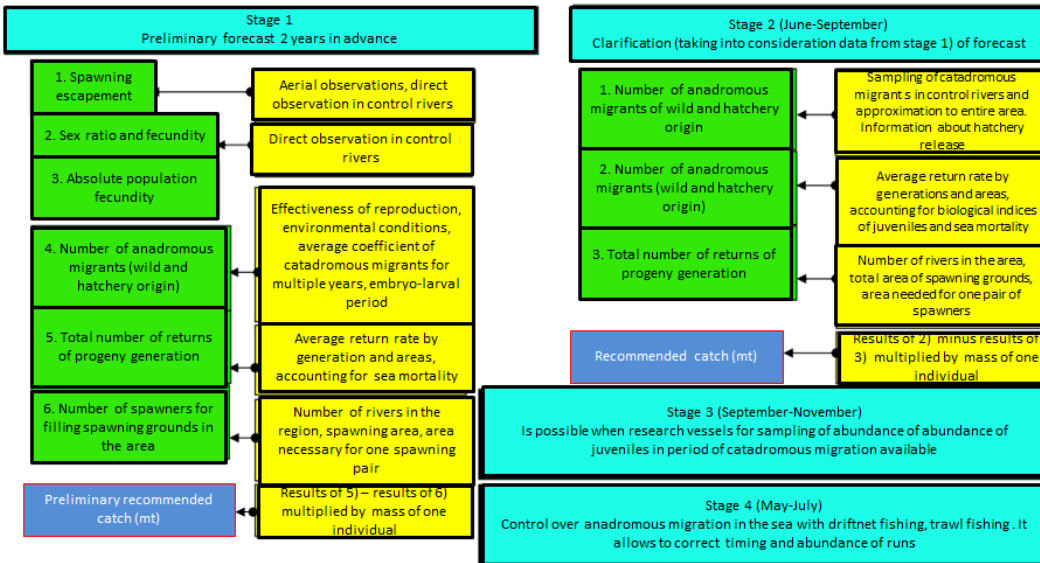 Stage 1
Preliminary forecast 2 years in advance
1. Spawning
escapement
Aerial observations, direct
observation in control rivers
2. Sex ratio and fecundity
Direct observation in control
rivers
3. Absolute population
fecundity
Effectiveness of reproduction,
environmental conditions,
average coefficient of
catadromous migrants for
multiple years, embryo-larval
period
4. Number of anadromous
migrants (wild and
hatchery origin)
5. Total number of returns
of progeny generation
Average return rate by
generation and areas,
accounting for sea mortality
6. Number of spawners for
filling spawning grounds in
the area
Number of rivers in the
region, spawning area, area
necessary for one spawning
pair
Preliminary recommended
catch (mt)
Results of 5) – results of 6)
multiplied by mass of one
individual
Stage 2 (June-September)
Clarification (taking into consideration data from stage 1) of forecast
1. Number of anadromous
migrants of wild and hatchery
origin
Sampling of catadromous
migrant s in control rivers and
approximation to entire area.
Information about hatchery
release
2. Number of anadromous
migrants (wild and hatchery
origin)
Average return rate by
generations and areas,
accounting for biological indices
of juveniles and sea mortality
3. Total number of returns of
progeny generation
Number of rivers in the area,
total area of spawning grounds,
area needed for one pair of
spawners
Recommended catch (mt)
Results of 2) minus results of
3) multiplied by mass of one
individual
Stage 3 (September-November)
Is possible when research vessels for sampling of abundance of abundance of
juveniles in period of catadromous migration available
Stage 4 (May-July)
Control over anadromous migration in the sea with driftnet fishing, trawl fishing . It
allows to correct timing and abundance of runs